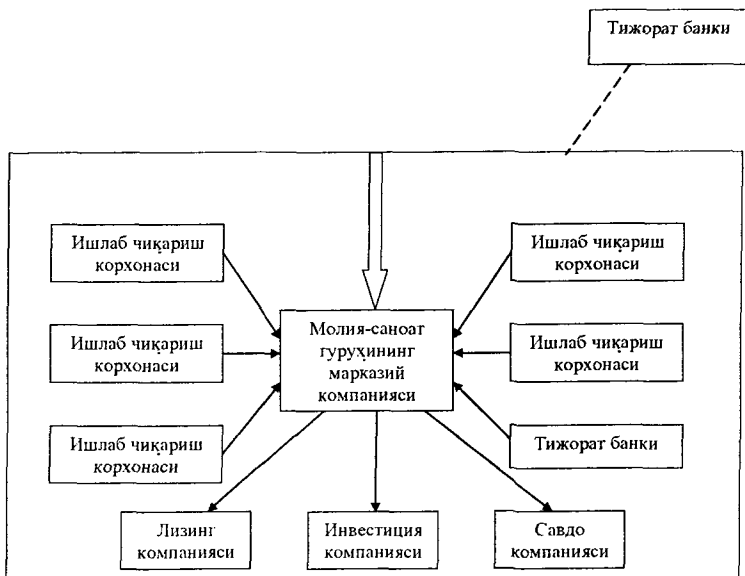 Тижорат банки
Ишлаб чиқариш
корхонаси
Ишлаб чиқариш
корхонаси
Молия-саноат
гуруҳининг
марказий
компанияси
Ишлаб чиқариш
корхонаси
Ишлаб чиқариш
корхонаси
Ишлаб чиқариш
корхонаси
Тижорат банки
Лизинг
компанияси
Инвестиция
компанияси
Савдо
компанияси